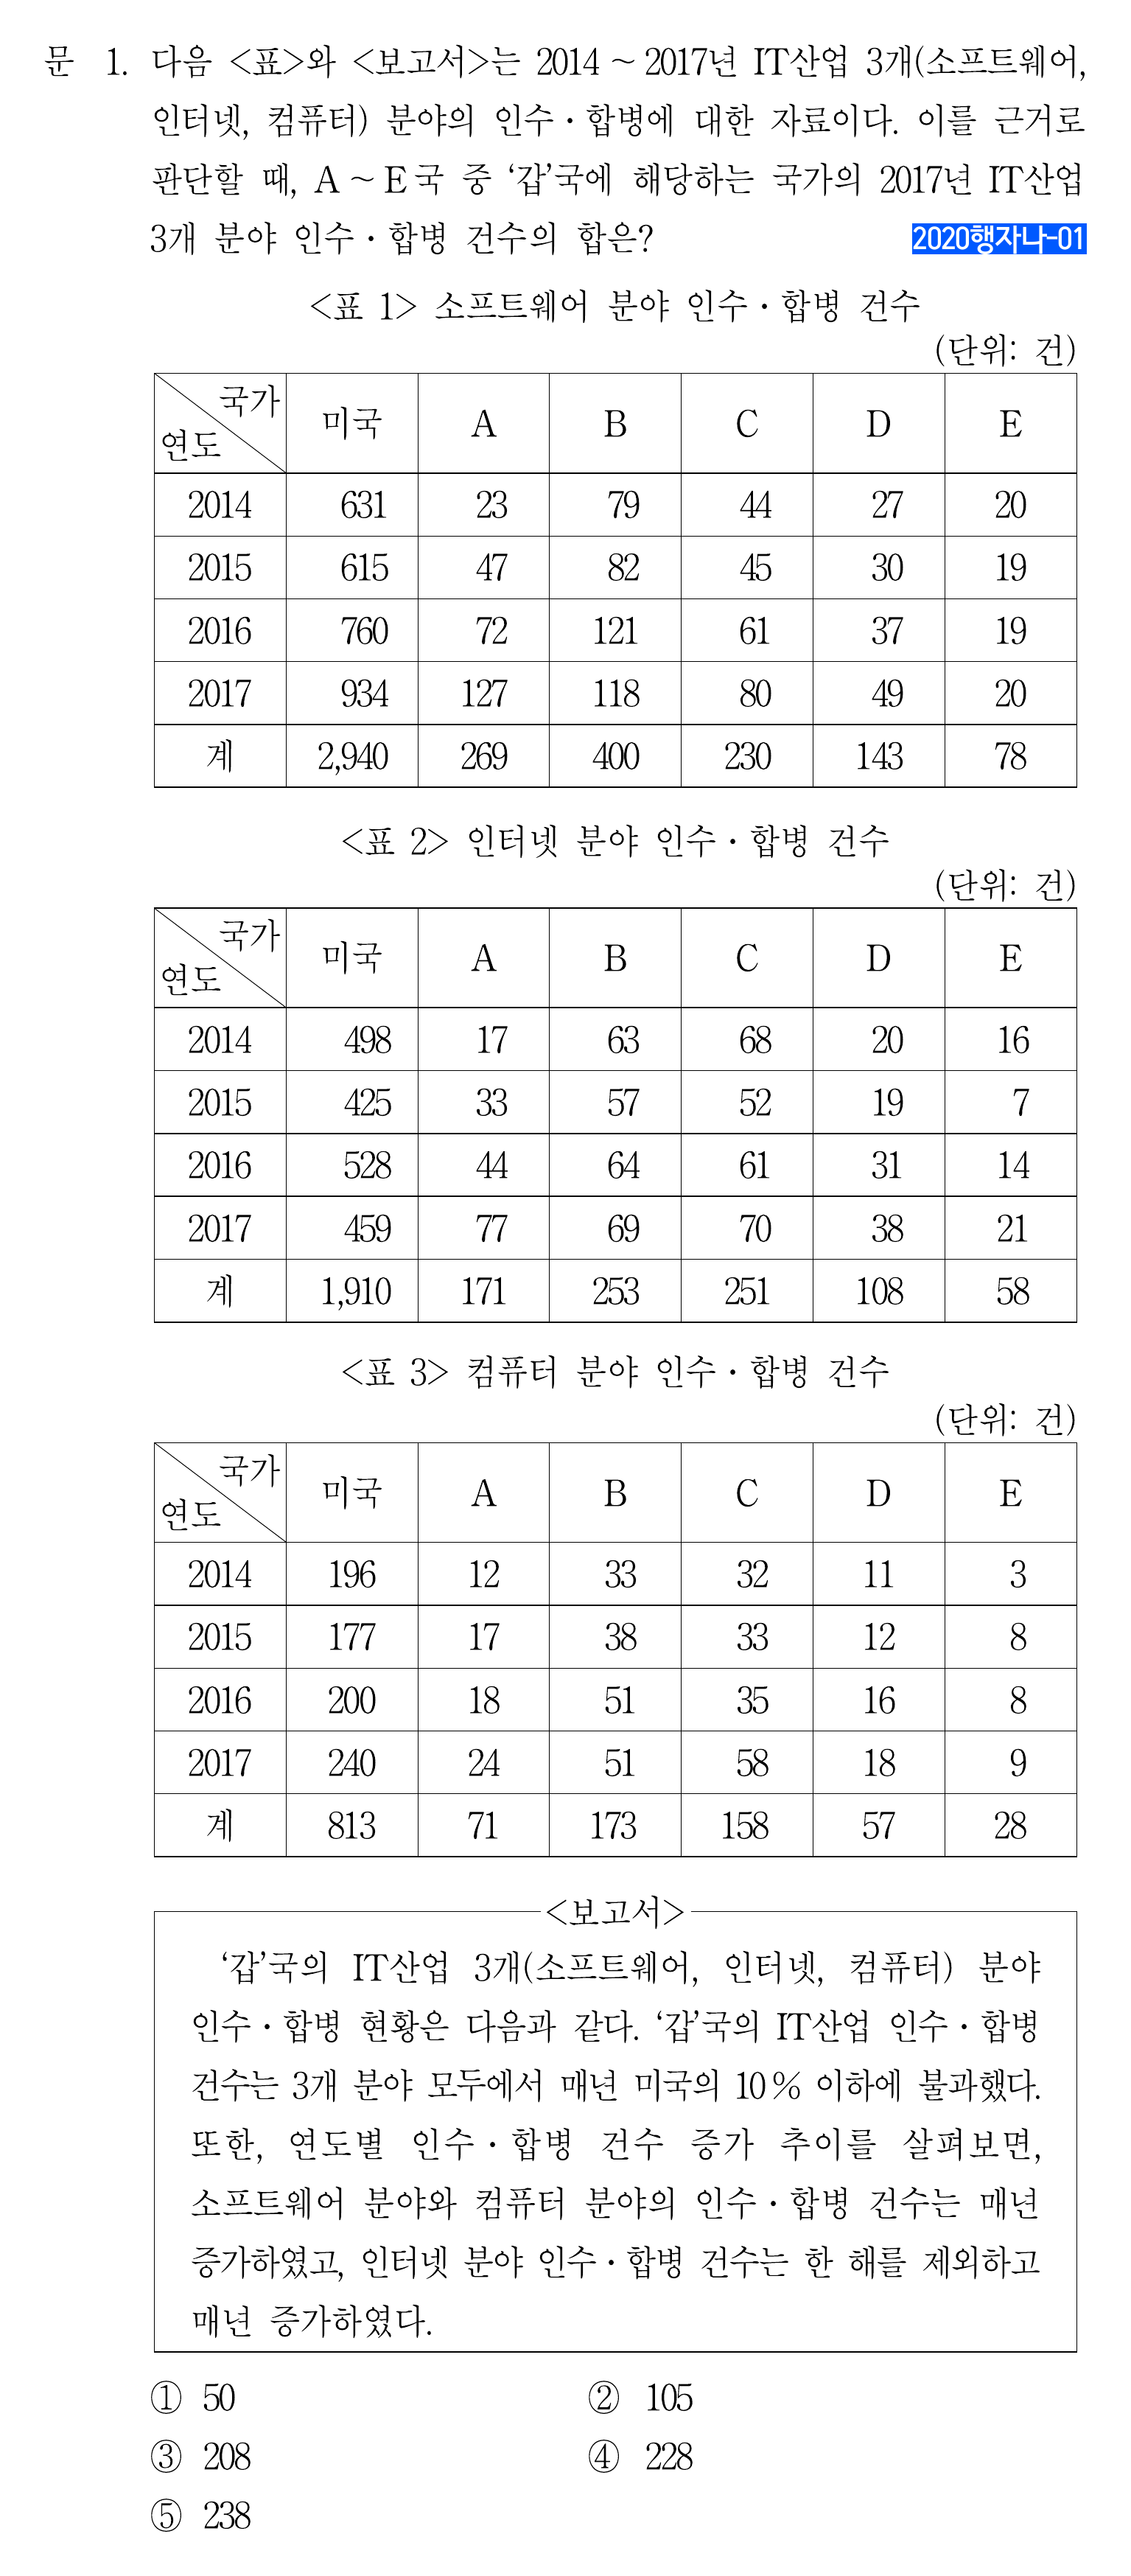 문 1. 다음 <표>와 <보고서>는 2014 ~ 2017년 IT산업 3개(소프트웨어,
인터넷, 컴퓨터) 분야의 인수·합병에 대한 자료이다. 이를 근거로
판단할 때, A ~ E국 중 ‘갑’국에 해당하는 국가의 2017년 IT산업
3개 분야 인수·합병 건수의 합은?
2020행자나-01
<표 1> 소프트웨어 분야 인수·합병 건수
(단위: 건)
국가
연도
미국 A B C D E
2014 631 23 79 44 27 20
2015 615 47 82 45 30 19
2016 760 72 121 61 37 19
2017 934 127 118 80 49 20
계 2,940 269 400 230 143 78
<표 2> 인터넷 분야 인수·합병 건수
(단위: 건)
국가
연도
미국 A B C D E
2014 498 17 63 68 20 16
2015 425 33 57 52 19 7
2016 528 44 64 61 31 14
2017 459 77 69 70 38 21
계 1,910 171 253 251 108 58
<표 3> 컴퓨터 분야 인수·합병 건수
(단위: 건)
국가
연도
미국 A B C D E
2014 196 12 33 32 11 3
2015 177 17 38 33 12 8
2016 200 18 51 35 16 8
2017 240 24 51 58 18 9
계 813 71 173 158 57 28
<보고서>
‘갑’국의 IT산업 3개(소프트웨어, 인터넷, 컴퓨터) 분야
인수·합병 현황은 다음과 같다. ‘갑’국의 IT산업 인수·합병
건수는 3개 분야 모두에서 매년 미국의 10% 이하에 불과했다.
또한, 연도별 인수·합병 건수 증가 추이를 살펴보면,
소프트웨어 분야와 컴퓨터 분야의 인수·합병 건수는 매년
증가하였고, 인터넷 분야 인수·합병 건수는 한 해를 제외하고
매년 증가하였다.
① 50 ② 105
③ 208 ④ 228
⑤ 238